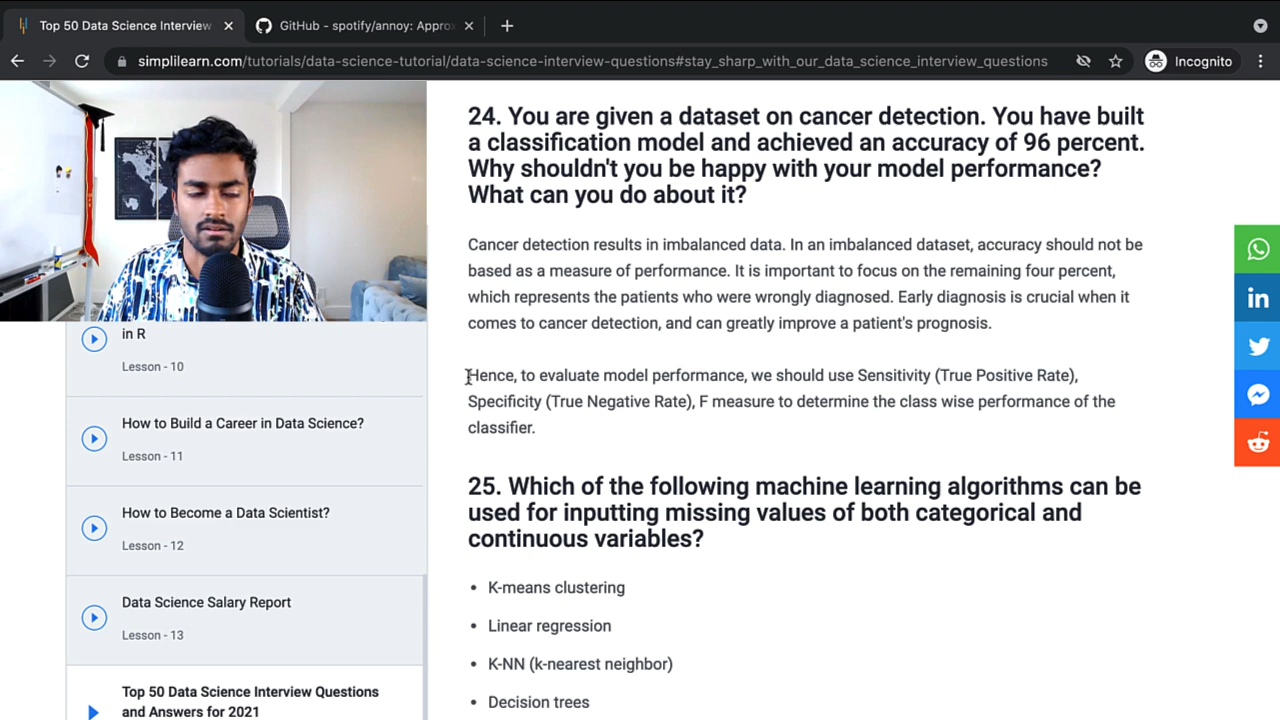 Top 50 Data Science Interview
GitHub - spotify/annoy: Appro
simplilearn.com/tutorials/data-science-tutorial/data-science-interview-questions#stay_sharp_with_our_data_science_interview_questions
Incognito
in R
Lesson - 10
How to Build a Career in Data Science?
Lesson - 11
How to Become a Data Scientist?
Lesson - 12
Data Science Salary Report
Lesson - 13
Top 50 Data Science Interview Questions
and Answers for 2021
24. You are given a dataset on cancer detection. You have built
a classification model and achieved an accuracy of 96 percent.
Why shouldn't you be happy with your model performance?
What can you do about it?
Cancer detection results in imbalanced data. In an imbalanced dataset, accuracy should not be
based as a measure of performance. It is important to focus on the remaining four percent,
which represents the patients who were wrongly diagnosed. Early diagnosis is crucial when it
comes to cancer detection, and can greatly improve a patient's prognosis.
Hence, to evaluate model performance, we should use Sensitivity (True Positive Rate),
Specificity (True Negative Rate), F measure to determine the class wise performance of the
classifier.
25. Which of the following machine learning algorithms can be
used for inputting missing values of both categorical and
continuous variables?
• K-means clustering
• Linear regression
• K-NN (k-nearest neighbor)
• Decision trees